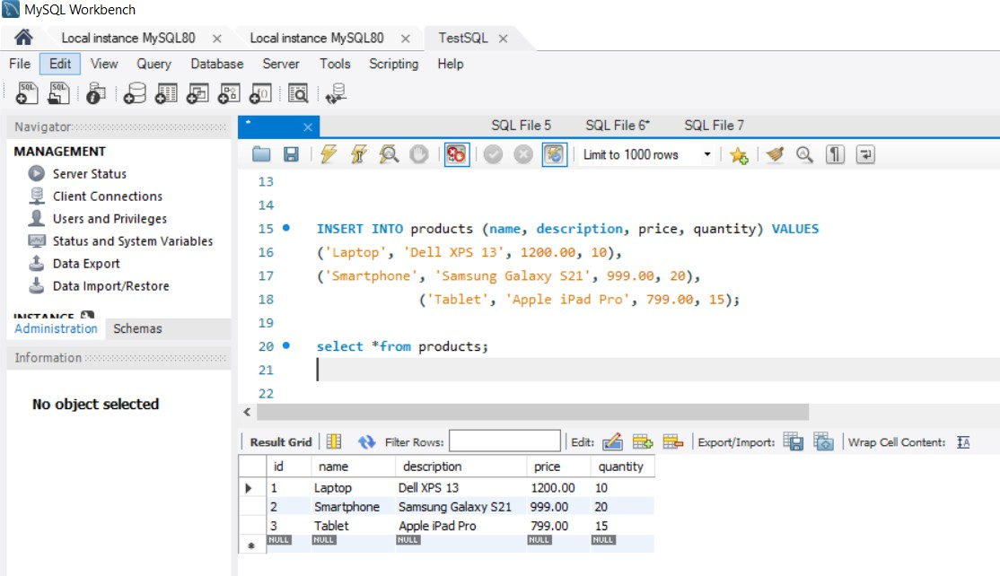 MySQL Workbench
Local instance MySQL80 Local instance MySQL80 TestSQL
File Edit View Query Database Server Tools Scripting Help
SQL SQL
Navigator
* SQL File 5 SQL File 6* SQL File 7
MANAGEMENT
Server Status
Client Connections
Users and Privileges
Status and System Variables
Data Export
Data Import/Restore
INSTANCE
Administration Schemas
Information
No object selected
Limit to 1000 rows
13
14
15 INSERT INTO products (name, description, price, quantity) VALUES
16 ('Laptop', 'Dell XPS 13', 1200.00, 10),
17 ('Smartphone', 'Samsung Galaxy S21', 999.00, 20),
18 ('Tablet', 'Apple iPad Pro', 799.00, 15);
19
20 select *from products;
21
22
Result Grid Filter Rows: Edit: Export/Import: Wrap Cell Content: IA
id name description price quantity
1 Laptop Dell XPS 13 1200.00 10
2 Smartphone Samsung Galaxy S21 999.00 20
3 Tablet Apple iPad Pro 799.00 15
NULL NULL NULL NULL NULL